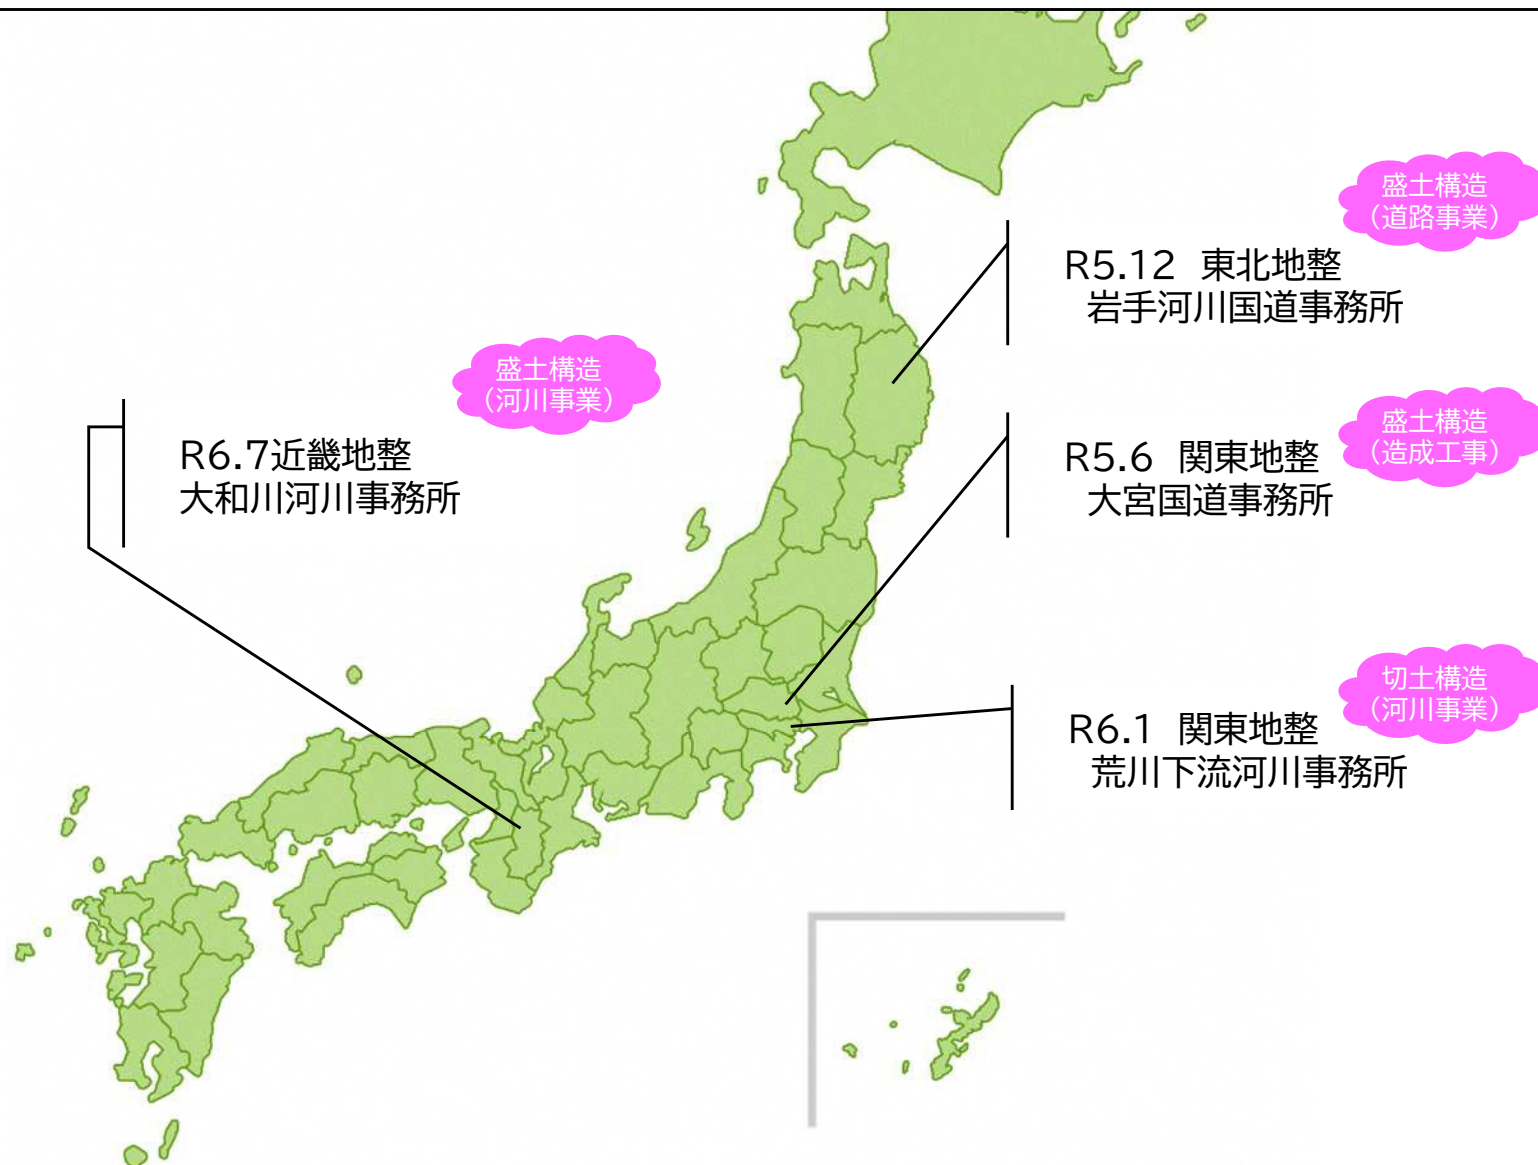 盛土構造
（道路事業）
R5.12 東北地整
岩手河川国道事務所
盛土構造
（河川事業）
R6.7近畿地整
大和川河川事務所
盛土構造
（造成工事）
R5.6 関東地整
大宮国道事務所
切土構造
（河川事業）
R6.1 関東地整
荒川下流河川事務所